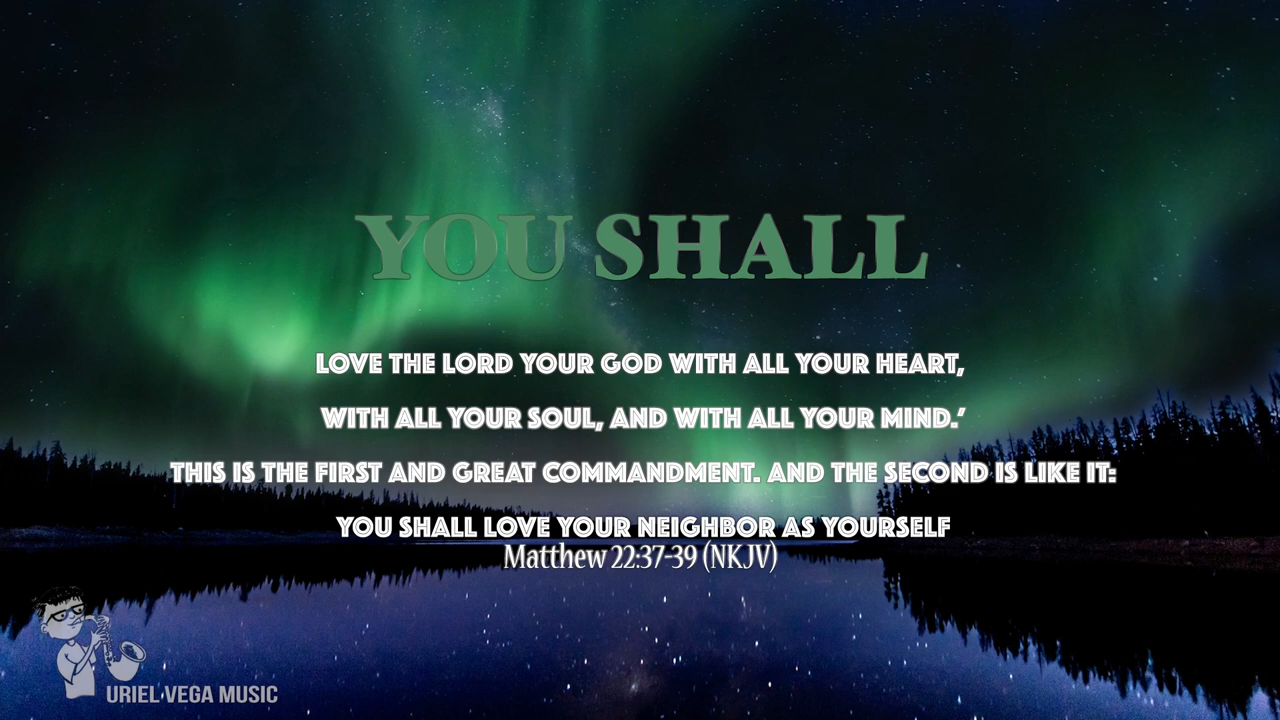 YOU SHALL
LOVE THE LORD YOUR GOD WITH ALL YOUR HEART,
WITH ALL YOUR SOUL, AND WITH ALL YOUR MIND.’
THIS IS THE FIRST AND GREAT COMMANDMENT. AND THE SECOND IS LIKE IT:
YOU SHALL LOVE YOUR NEIGHBOR AS YOURSELF
Matthew 22:37-39 (NKJV)
URIEL·VEGA MUSIC